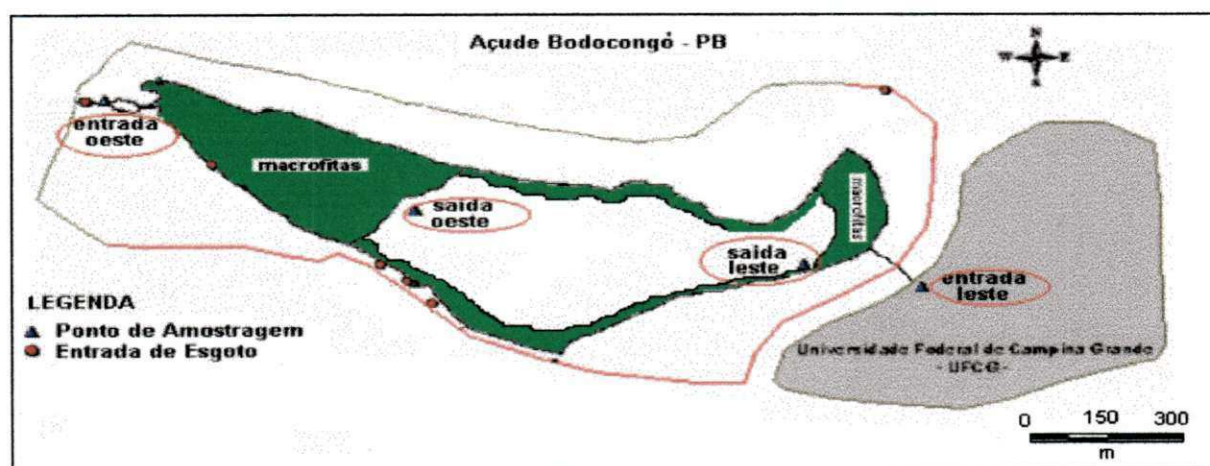 Açude Bodocongó - PB
N
W E
S
entrada
oeste
macrofitas
macrofitas
saida
oeste
saida
leste
entrada
leste
LEGENDA
Ponto de Amostragem
Entrada de Esgoto
Universidade Federal de Campina Grande
- UFCG -
0 150 300
m